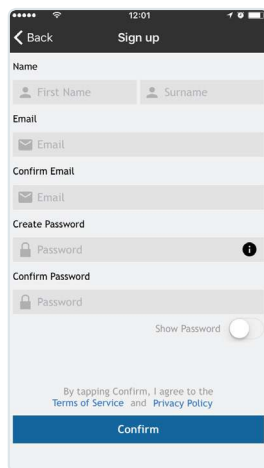 12:01
Back Sign up
Name
First Name Surname
Email
Email
Confirm Email
Email
Create Password
Password
Confirm Password
Password
Show Password
By tapping Confirm, I agree to the
Terms of Service and Privacy Policy
Confirm